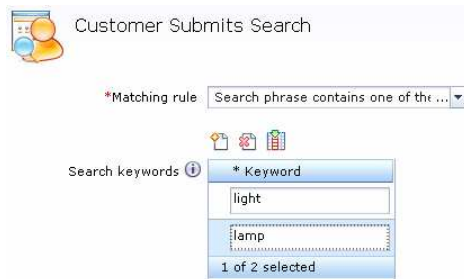 Customer Submits Search
*Matching rule Search phrase contains one of the ...
Search keywords
* Keyword
light
lamp
1 of 2 selected